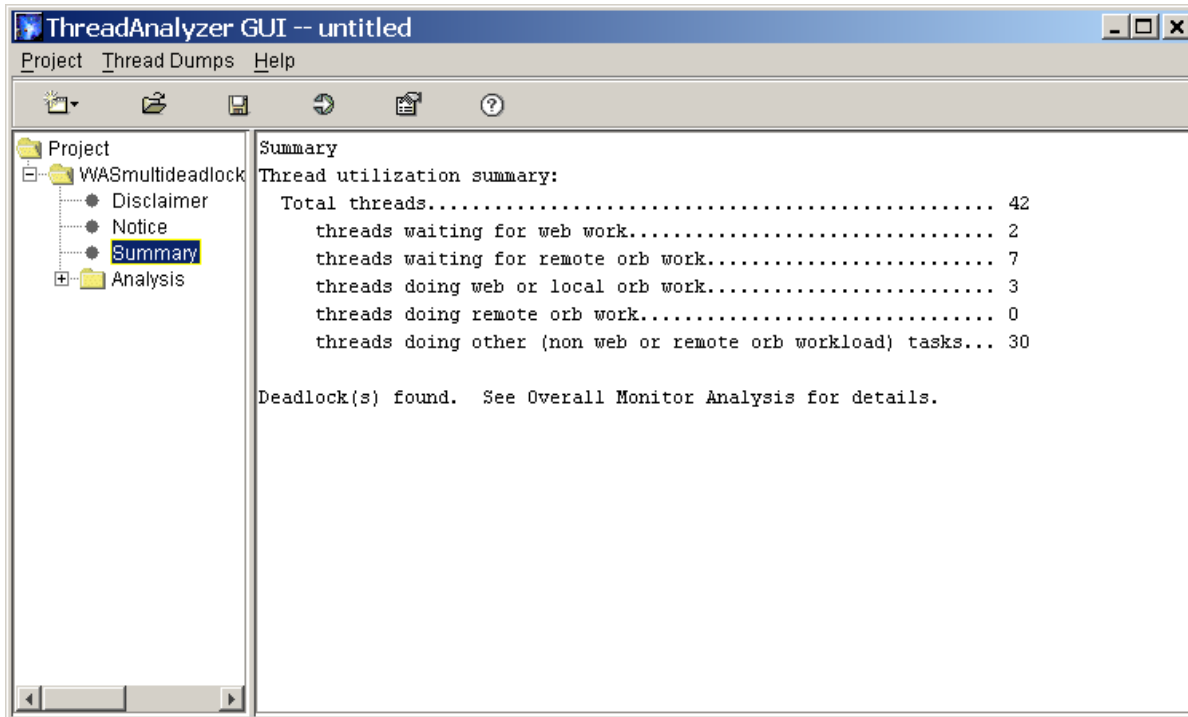 ThreadAnalyzer GUI -- untitled
Project Thread Dumps Help
Project
WASmultideadlock
Disclaimer
Notice
Summary
Analysis
Summary
Thread utilization summary:
Total threads................................................... 42
threads waiting for web work................................. 2
threads waiting for remote orb work.......................... 7
threads doing web or local orb work.......................... 3
threads doing remote orb work................................ 0
threads doing other (non web or remote orb workload) tasks... 30
Deadlock(s) found.  See Overall Monitor Analysis for details.